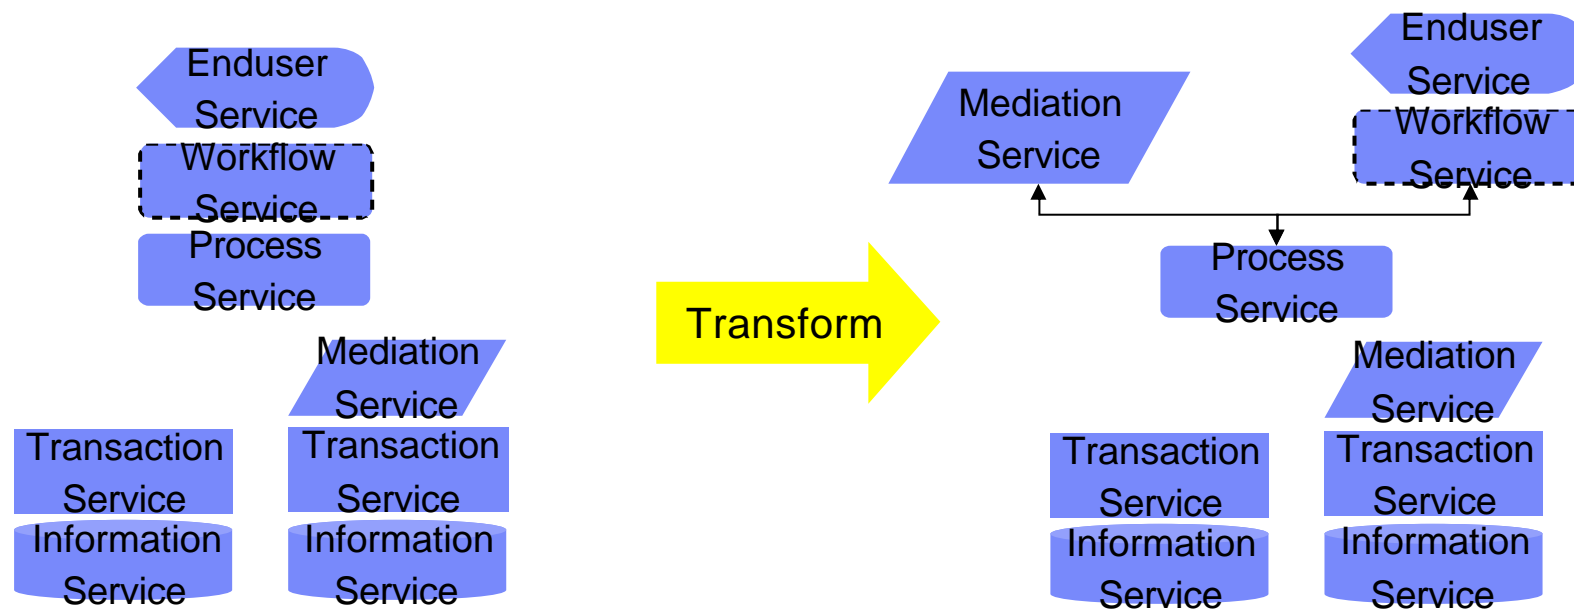 Enduser
Service
Workflow
Service
Process
Service
Mediation
Service
Transaction
Service
Information
Service
Transaction
Service
Information
Service
Transform
Mediation
Service
Enduser
Service
Workflow
Service
Process
Service
Mediation
Service
Transaction
Service
Information
Service
Transaction
Service
Information
Service